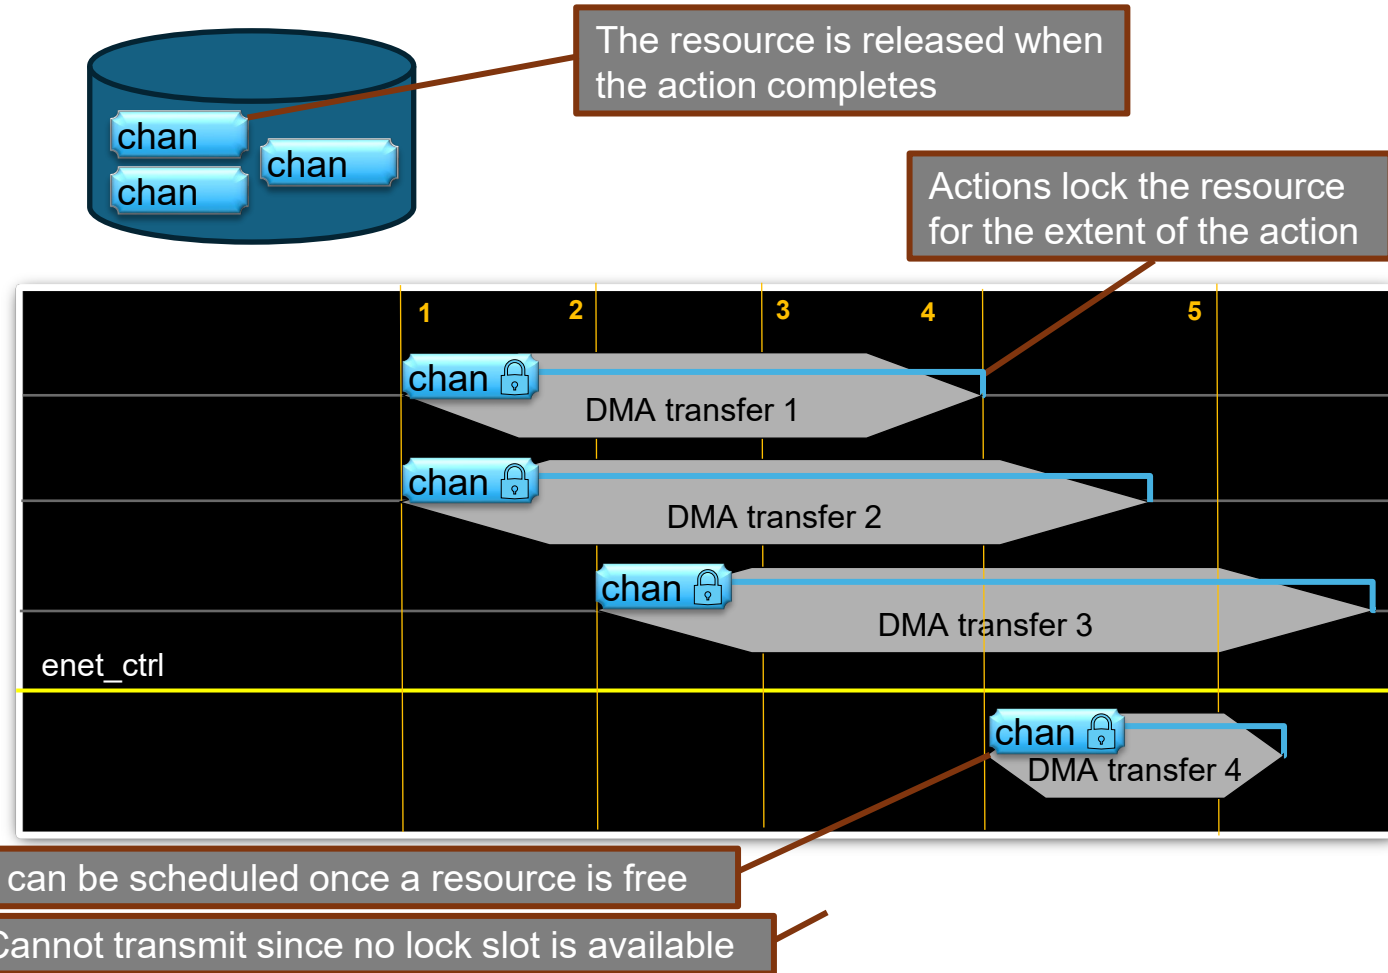 The resource is released when
the action completes
chan
chan
chan
Actions lock the resource
for the extent of the action
1
2
3
4
5
chan
DMA transfer 1
chan
DMA transfer 2
chan
DMA transfer 3
enet_ctrl
chan
DMA transfer 4
can be scheduled once a resource is free
Cannot transmit since no lock slot is available